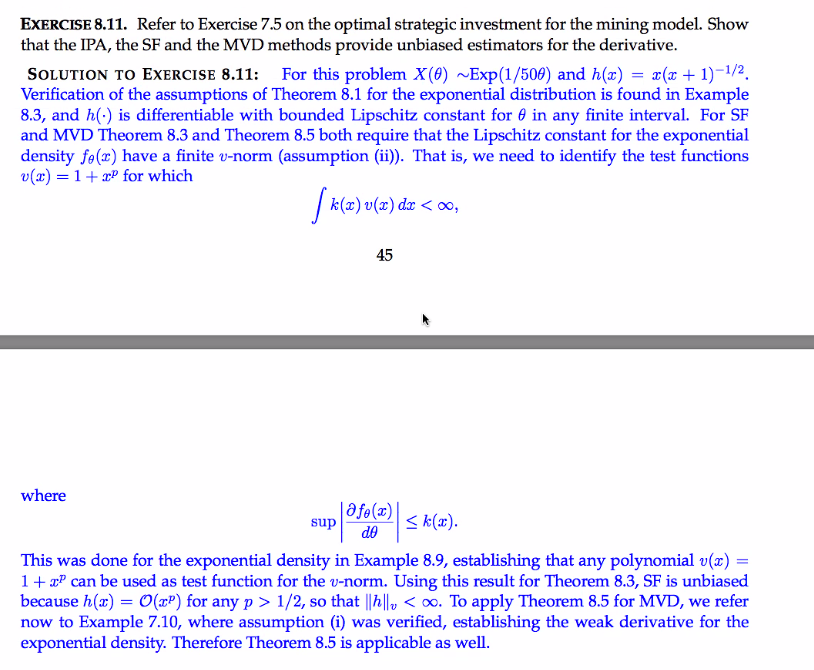 EXERCISE 8.11. Refer to Exercise 7.5 on the optimal strategic investment for the mining model. Show
that the IPA, the SF and the MVD methods provide unbiased estimators for the derivative.
SOLUTION TO EXERCISE 8.11: For this problem X(θ) ~Exp(1/50θ) and h(x) = x(x + 1)^{-1/2}.
Verification of the assumptions of Theorem 8.1 for the exponential distribution is found in Example
8.3, and h(·) is differentiable with bounded Lipschitz constant for θ in any finite interval. For SF
and MVD Theorem 8.3 and Theorem 8.5 both require that the Lipschitz constant for the exponential
density f_θ(x) have a finite v-norm (assumption (ii)). That is, we need to identify the test functions
v(x) = 1 + x^p for which
∫ k(x) v(x) dx < ∞,
45
where
sup |∂f_θ(x)/dθ| ≤ k(x).
This was done for the exponential density in Example 8.9, establishing that any polynomial v(x) =
1 + x^p can be used as test function for the v-norm. Using this result for Theorem 8.3, SF is unbiased
because h(x) = O(x^p) for any p > 1/2, so that ||h||_v < ∞. To apply Theorem 8.5 for MVD, we refer
now to Example 7.10, where assumption (i) was verified, establishing the weak derivative for the
exponential density. Therefore Theorem 8.5 is applicable as well.